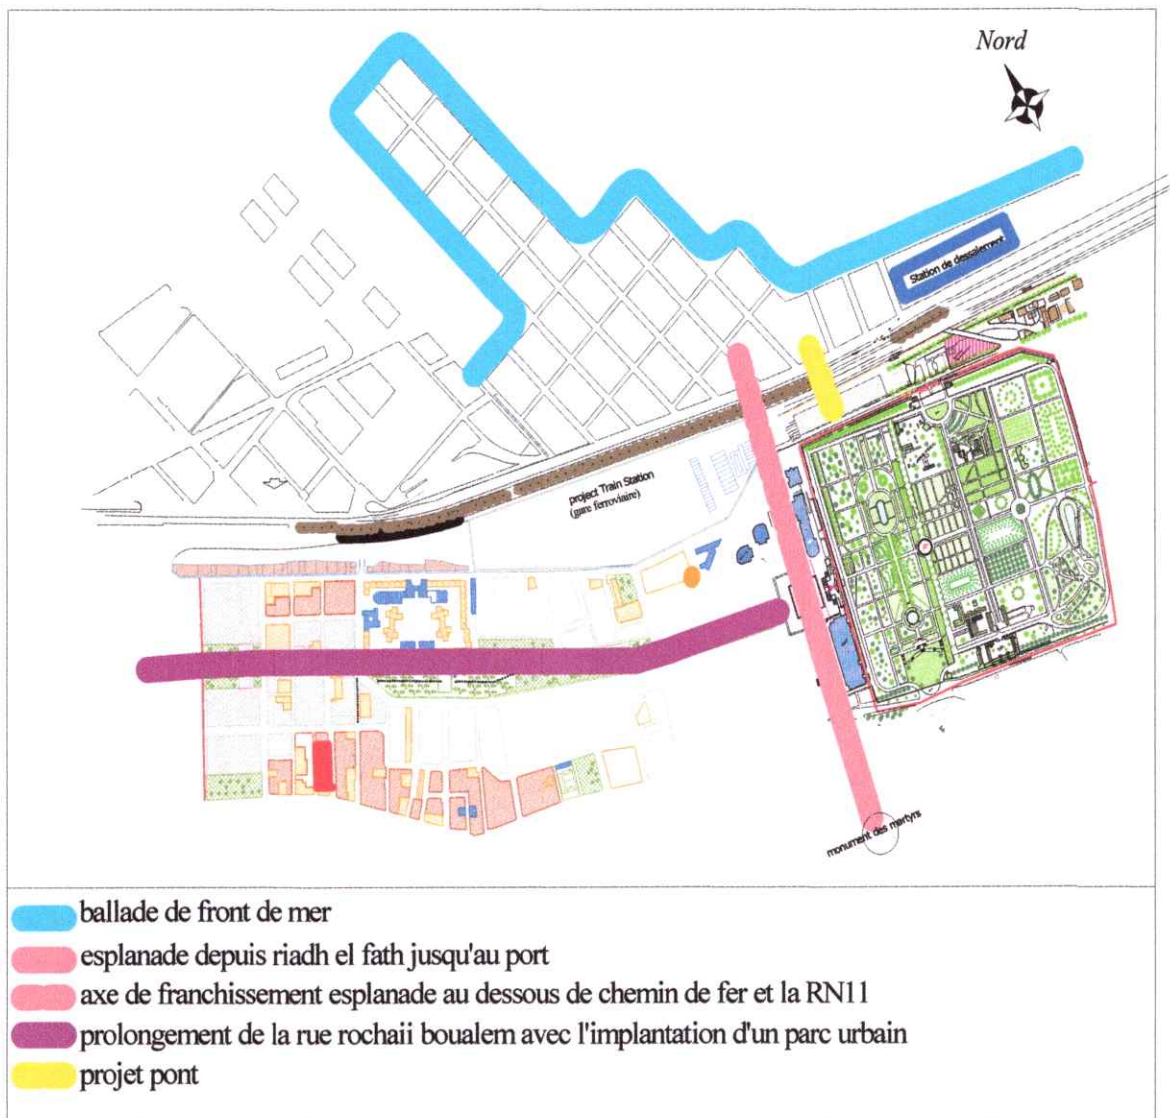 Nord
Station de dessalement
project Train Station
(gare ferroviaire)
monument des martyrs
ballade de front de mer
esplanade depuis riadh el fath jusqu'au port
axe de franchissement esplanade au dessous de chemin de fer et la RN11
prolongement de la rue rochaii boualem avec l'implantation d'un parc urbain
projet pont